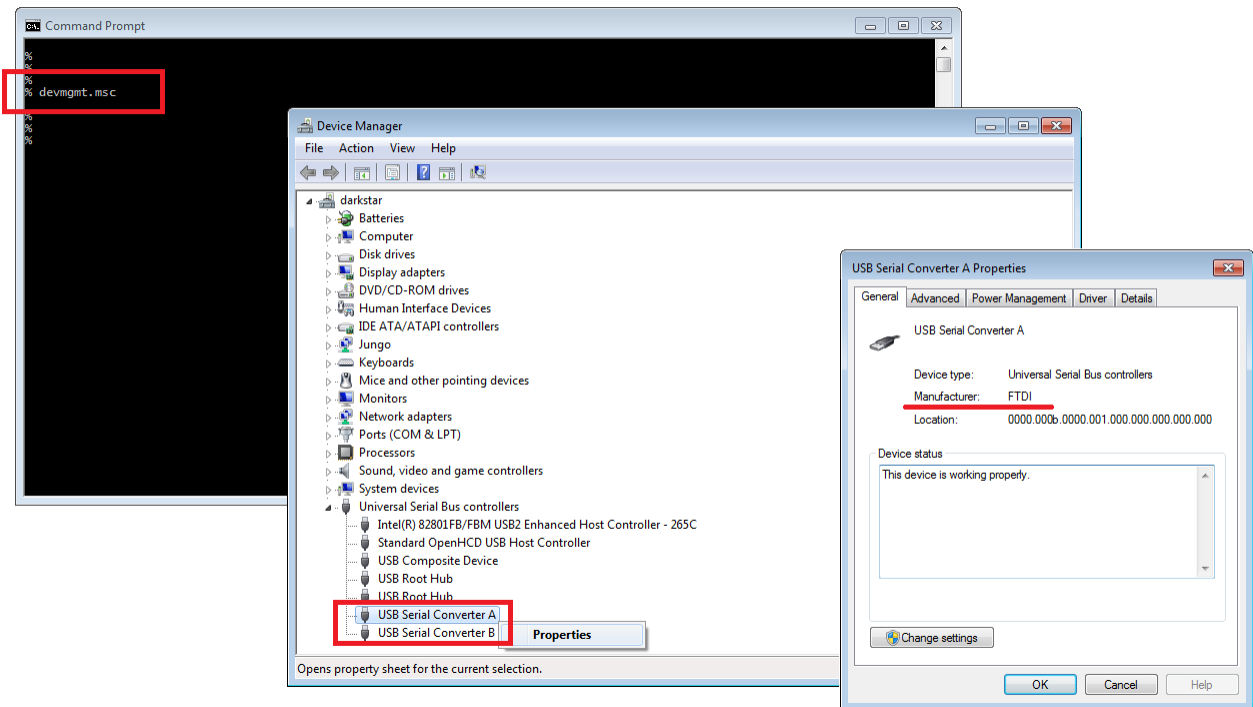 Command Prompt
%
%
%
% devmgmt.msc
%
%
%
Device Manager
File Action View Help
darkstar
Batteries
Computer
Disk drives
Display adapters
DVD/CD-ROM drives
Human Interface Devices
IDE ATA/ATAPI controllers
Jungo
Keyboards
Mice and other pointing devices
Monitors
Network adapters
Ports (COM & LPT)
Processors
Sound, video and game controllers
System devices
Universal Serial Bus controllers
Intel(R) 82801FB/FBM USB2 Enhanced Host Controller - 265C
Standard OpenHCD USB Host Controller
USB Composite Device
USB Root Hub
USB Root Hub
USB Serial Converter A
USB Serial Converter B
Properties
Opens property sheet for the current selection.
USB Serial Converter A Properties
General Advanced Power Management Driver Details
USB Serial Converter A
Device type: Universal Serial Bus controllers
Manufacturer: FTDI
Location: 0000.000b.0000.001.000.000.000.000.000
Device status
This device is working properly.
Change settings
OK Cancel Help